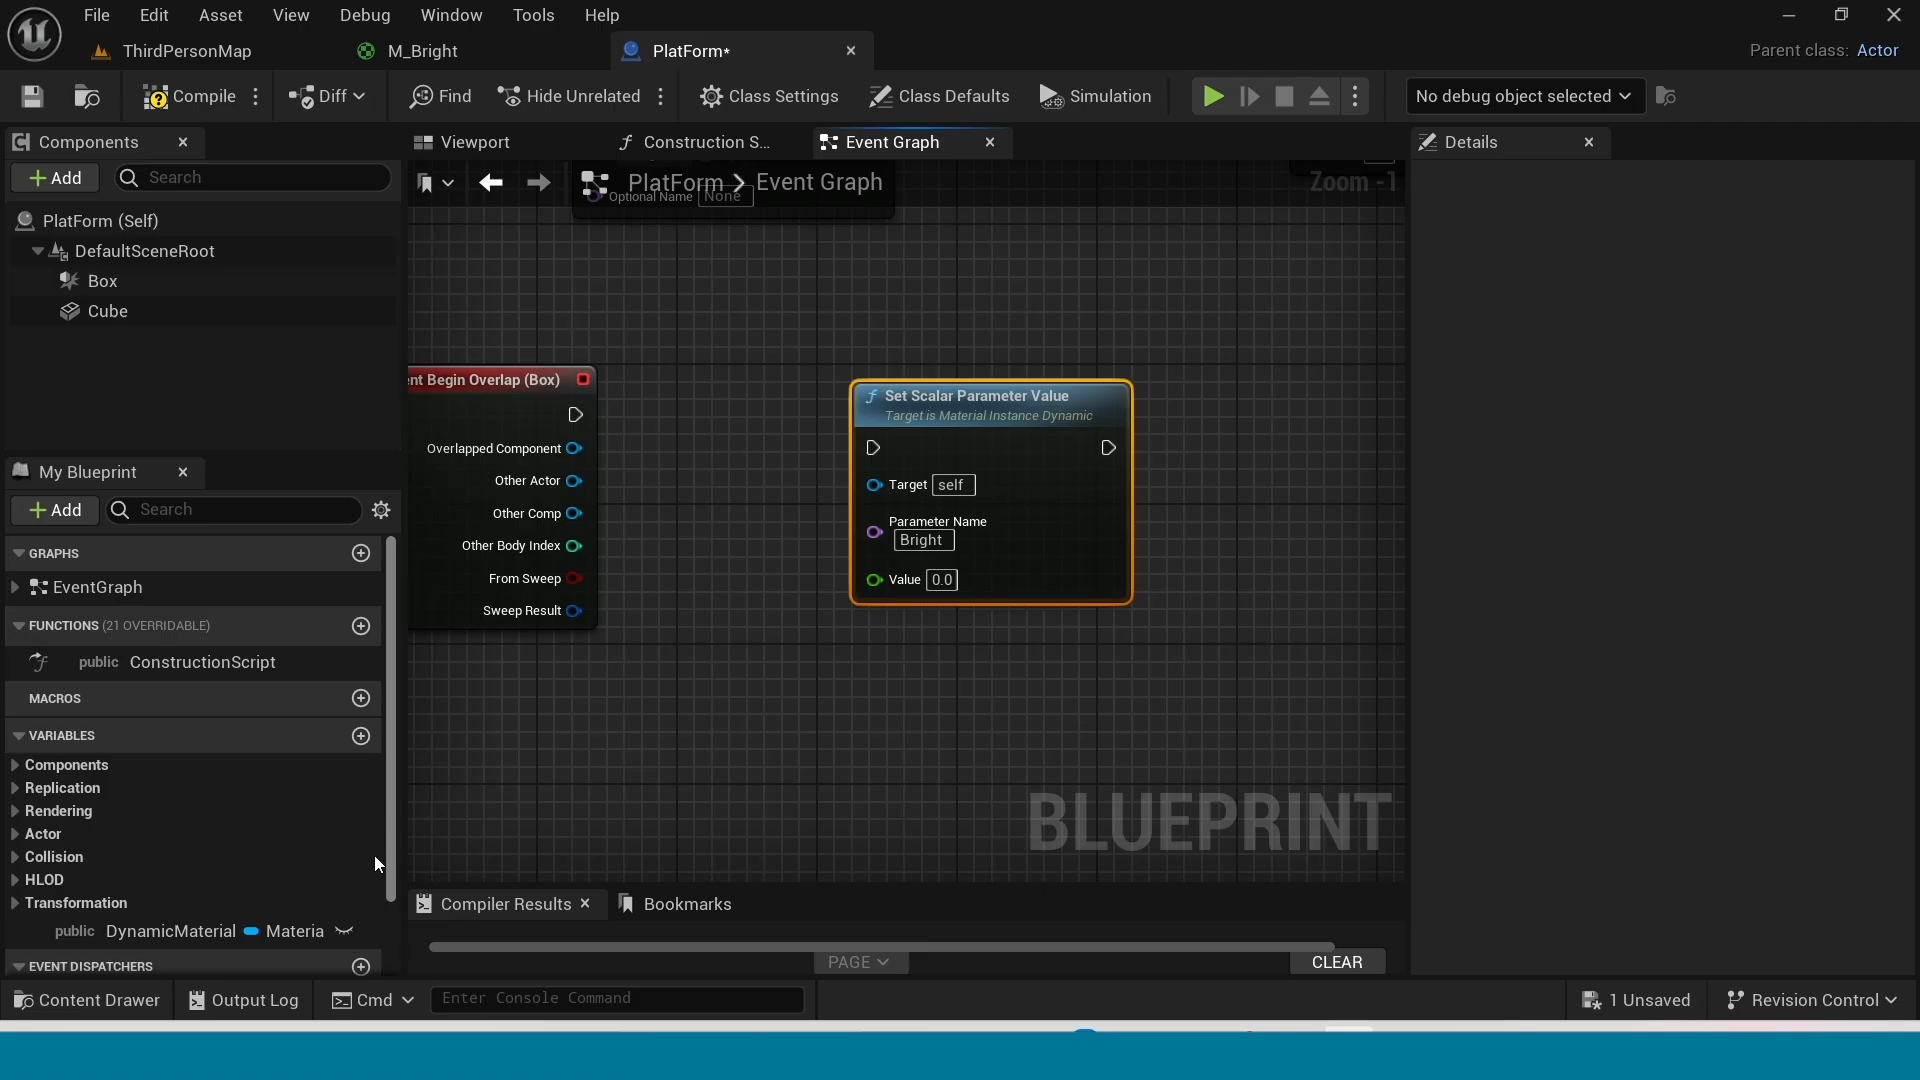 File Edit Asset View Debug Window Tools Help
ThirdPersonMap M_Bright PlatForm* Parent class: Actor
Compile Diff Find Hide Unrelated Class Settings Class Defaults Simulation No debug object selected
Components Viewport Construction S... Event Graph Details
Add Search PlatForm Event Graph Zoom -1
Optional Name None
PlatForm (Self)
DefaultSceneRoot
Box
Cube
Begin Overlap (Box)
Overlapped Component
Other Actor
Other Comp
Other Body Index
From Sweep
Sweep Result
Set Scalar Parameter Value
Target is Material Instance Dynamic
Target self
Parameter Name
Bright
Value 0.0
My Blueprint
Add Search
GRAPHS
EventGraph
FUNCTIONS (21 OVERRIDABLE)
public ConstructionScript
MACROS
VARIABLES
Components
Replication
Rendering
Actor
Collision
HLOD
Transformation
public DynamicMaterial Materia
EVENT DISPATCHERS
BLUEPRINT
Compiler Results Bookmarks
PAGE CLEAR
Content Drawer Output Log Cmd Enter Console Command 1 Unsaved Revision Control